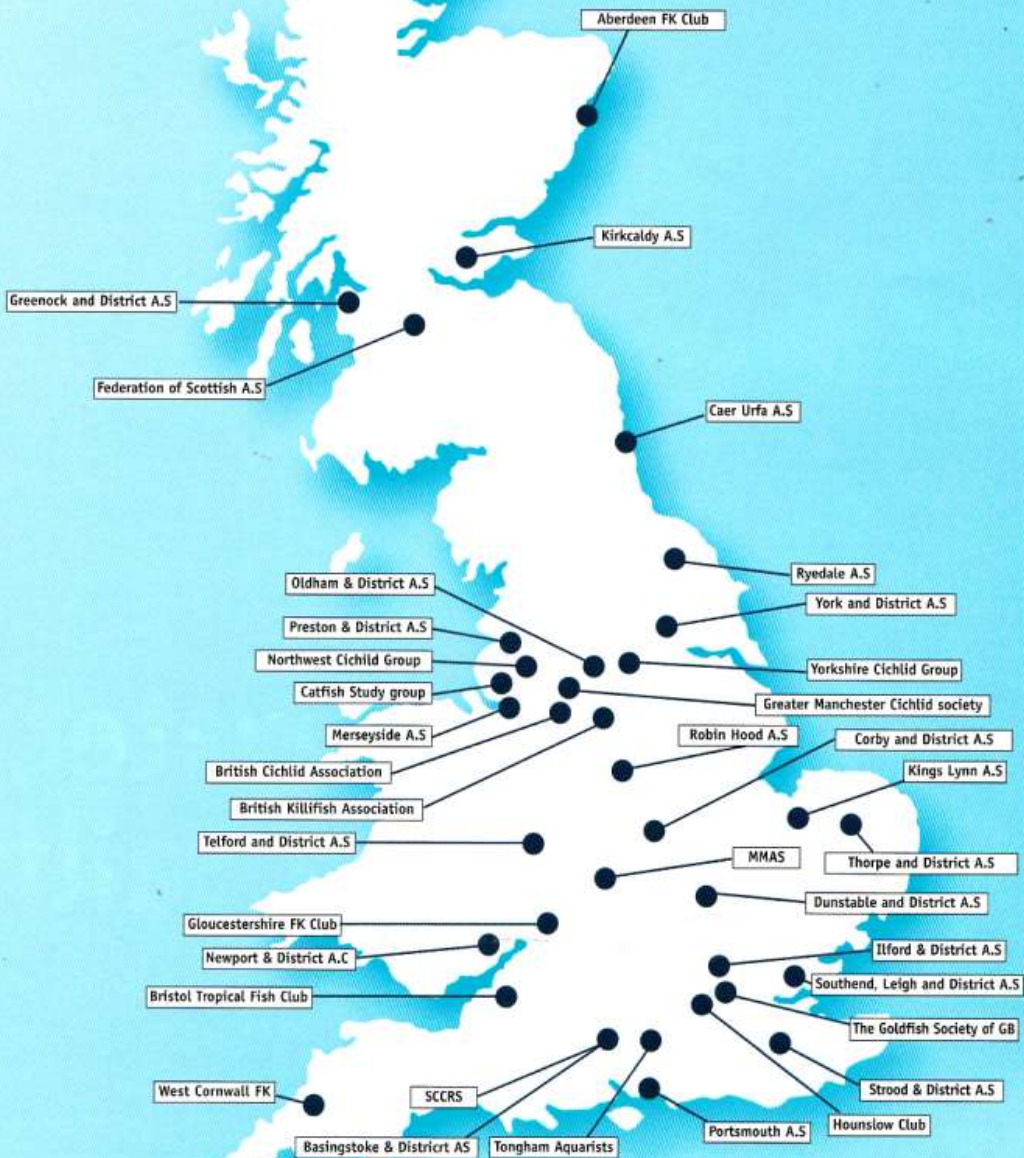 Aberdeen FK Club
Kirkcaldy A.S
Greenock and District A.S
Federation of Scottish A.S
Caer Urfa A.S
Ryedale A.S
Oldham & District A.S
York and District A.S
Preston & District A.S
Northwest Cichild Group
Yorkshire Cichlid Group
Catfish Study group
Greater Manchester Cichlid society
Merseyside A.S
Robin Hood A.S
Corby and District A.S
British Cichlid Association
Kings Lynn A.S
British Killifish Association
Telford and District A.S
MMAS
Thorpe and District A.S
Dunstable and District A.S
Gloucestershire FK Club
Newport & District A.C
Ilford & District A.S
Southend, Leigh and District A.S
Bristol Tropical Fish Club
The Goldfish Society of GB
West Cornwall FK
SCCRS
Strood & District A.S
Hounslow Club
Portsmouth A.S
Basingstoke & Districrt AS
Tongham Aquarists